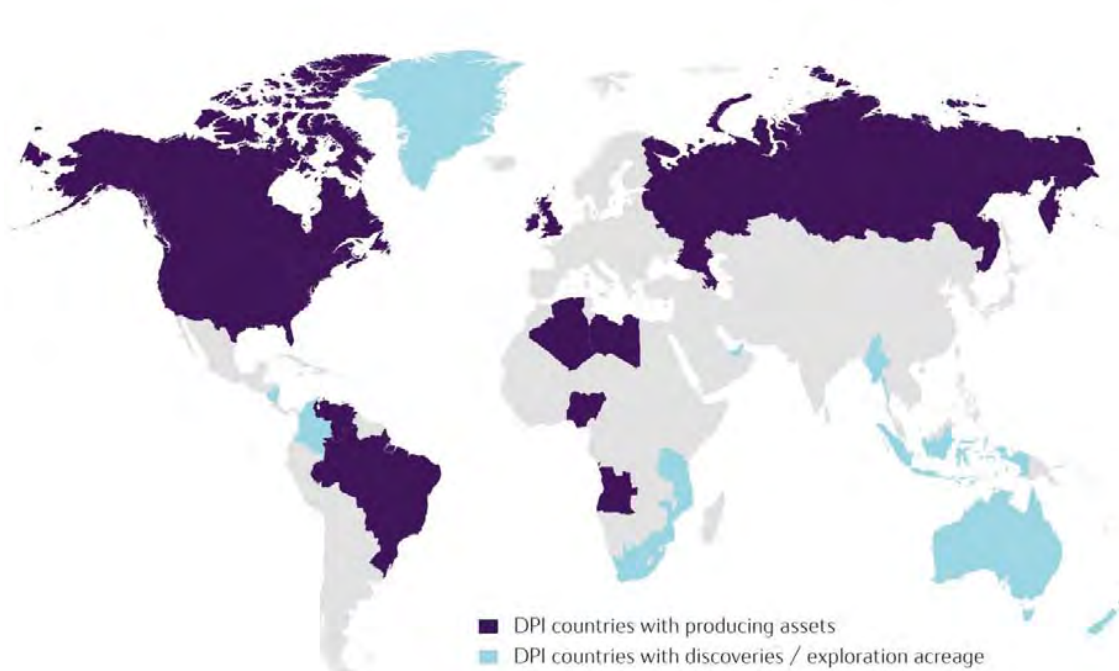 DPI countries with producing assets
DPI countries with discoveries / exploration acreage